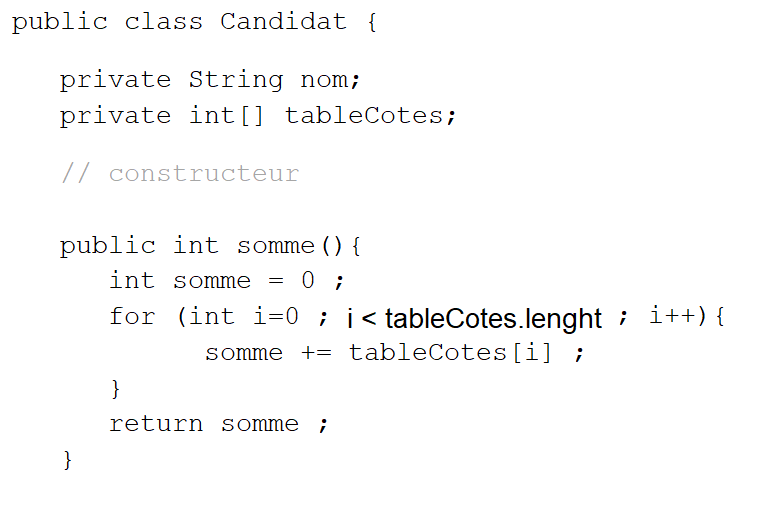 public class Candidat {
private String nom;
private int[] tableCotes;
// constructeur
public int somme(){
int somme = 0 ;
for (int i=0 ; i < tableCotes.lenght ; i++){
somme += tableCotes[i] ;
}
return somme ;
}